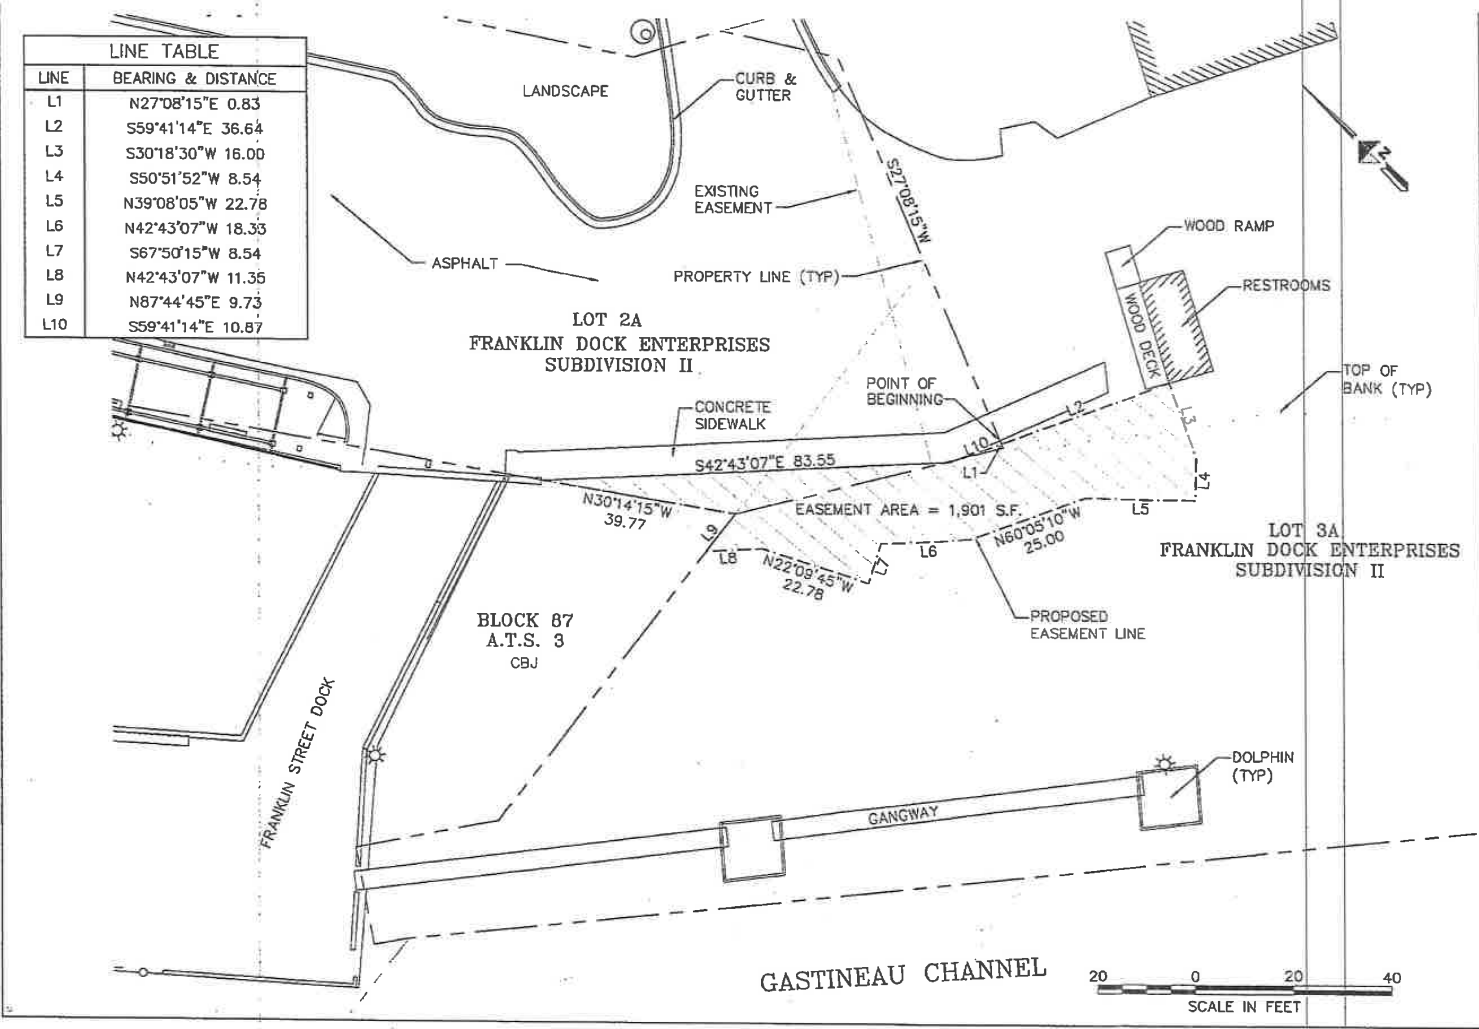 LINE TABLE
LINE BEARING & DISTANCE
L1 N27°08'15"E 0.83
L2 S59°41'14"E 36.64
L3 S30°18'30"W 16.00
L4 S50°51'52"W 8.54
L5 N39°08'05"W 22.78
L6 N42°43'07"W 18.33
L7 S67°50'15"W 8.54
L8 N42°43'07"W 11.35
L9 N87°44'45"E 9.73
L10 S59°41'14"E 10.87
LANDSCAPE
CURB &
GUTTER
N
EXISTING
EASEMENT
S27°08'15"W
WOOD RAMP
ASPHALT
PROPERTY LINE (TYP)
RESTROOMS
WOOD DECK
LOT 2A
FRANKLIN DOCK ENTERPRISES
SUBDIVISION II
POINT OF
BEGINNING
TOP OF
BANK (TYP)
CONCRETE
SIDEWALK
L2
L3
L10
L1
S42°43'07"E 83.55
L4
N30°14'15"W
39.77
EASEMENT AREA = 1,901 S.F.
L5
L9
L8
N22°09'45"W
22.78
L7
L6
N60°05'10"W
25.00
LOT 3A
FRANKLIN DOCK ENTERPRISES
SUBDIVISION II
BLOCK 87
A.T.S. 3
CBJ
PROPOSED
EASEMENT LINE
FRANKLIN STREET DOCK
DOLPHIN
(TYP)
GANGWAY
GASTINEAU CHANNEL
20 0 20 40
SCALE IN FEET